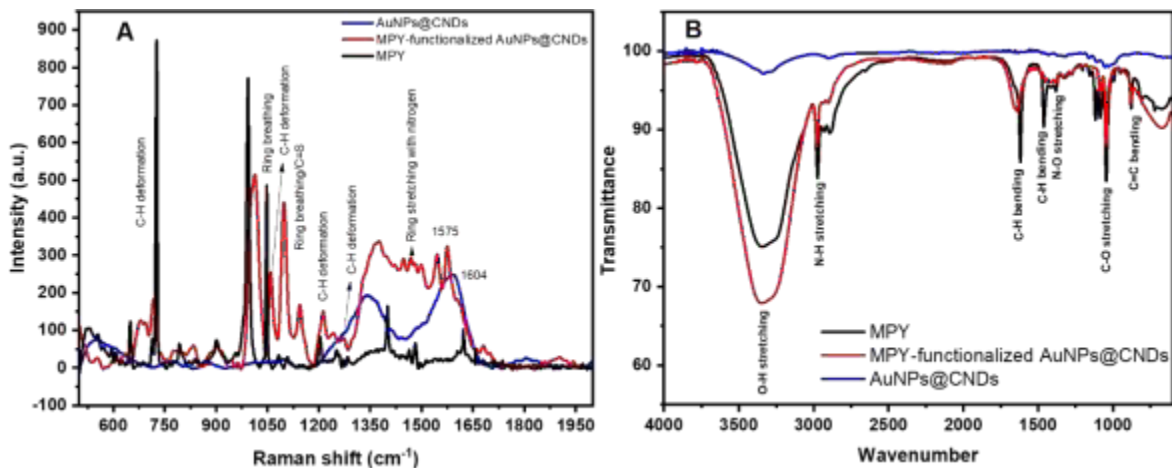 A
AuNPs@CNDs
MPY-functionalized AuNPs@CNDs
MPY
C-H deformation
Ring breathing
C-H deformation
Ring breathing/C=S
C-H deformation
C-H deformation
Ring stretching with nitrogen
1575
1604
900
800
700
600
500
400
300
200
100
0
-100
Intensity (a.u.)
600
750
900
1050
1200
1350
1500
1650
1800
1950
Raman shift (cm⁻¹)
B
100
90
80
70
60
Transmittance
O-H stretching
N-H stretching
C-H bending
C-H bending
N-O stretching
C-O stretching
C=C bending
MPY
MPY-functionalized AuNPs@CNDs
AuNPs@CNDs
4000
3500
3000
2500
2000
1500
1000
Wavenumber